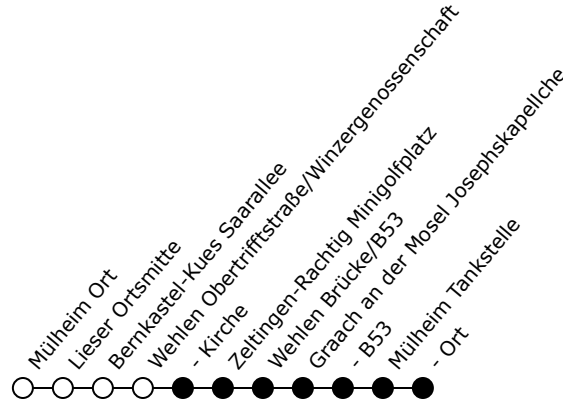 Mülheim Ort
Lieser Ortsmitte
Bernkastel-Kues Saarallee
Wehlen Obertrifftstraße/Winzergenossenschaft
- Kirche
Zeltingen-Rachtig Minigolfplatz
Wehlen Brücke/B53
Graach an der Mosel Josephskapellche
- B53
Mülheim Tankstelle
- Ort